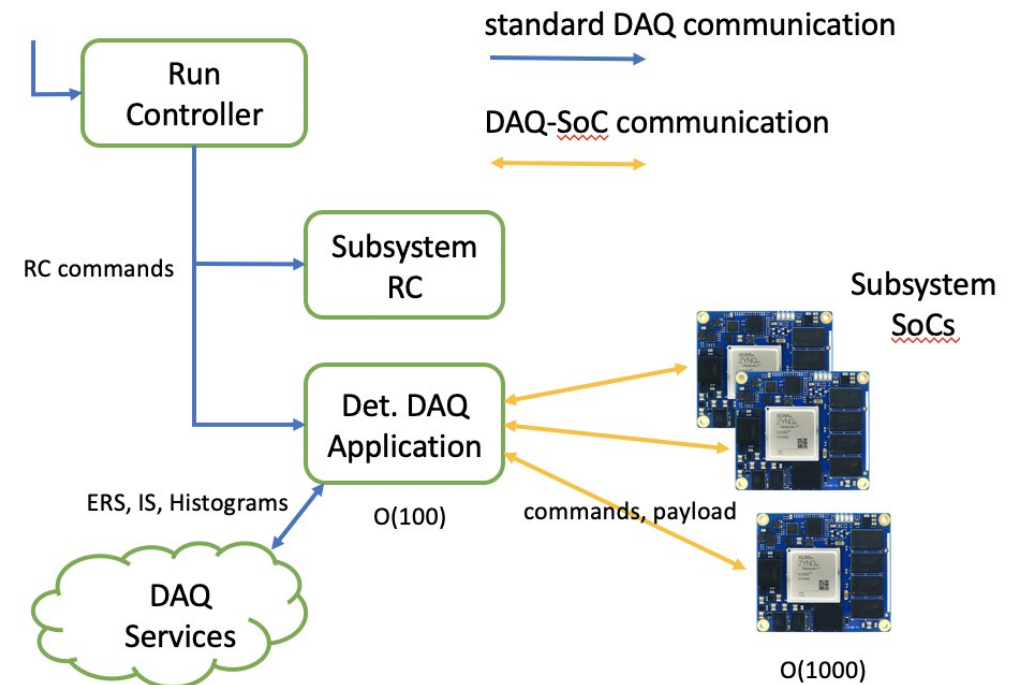 standard DAQ communication
Run
Controller
DAQ-SoC communication
Subsystem
RC
RC commands
Subsystem
SoCs
Det. DAQ
Application
ERS, IS, Histograms
O(100)
commands, payload
DAQ
Services
O(1000)